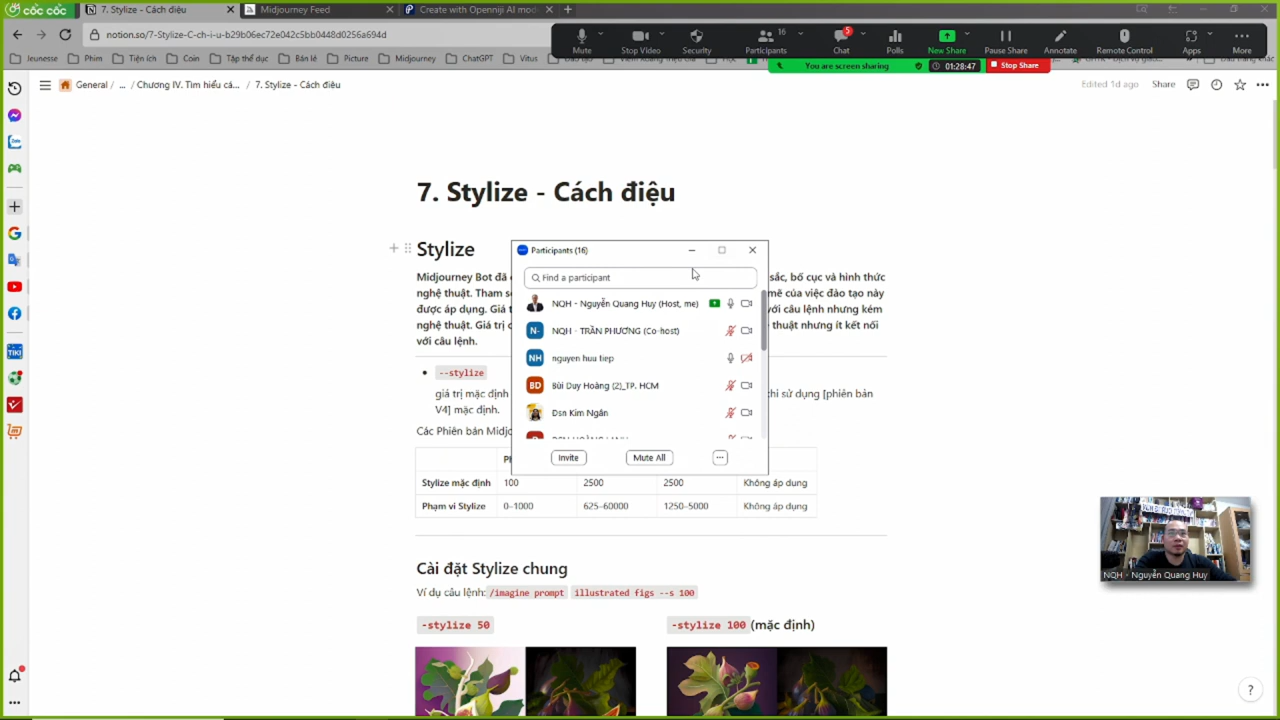 cốc cốc
7. Stylize - Cách điệu
Midjourney Feed
Create with Openniji AI mode
notion.so/7-Stylize-C-ch-i-u-b29b06ec72e042c5bb0448d0256a694d
Mute
Stop Video
Security
Participants
16
Chat
5
Polls
New Share
Pause Share
Annotate
Remote Control
Apps
More
Jeunesse
Phim
Tiện ích
Coin
Tập thể dục
Bán lẻ
Picture
Midjourney
ChatGPT
Vitus
You are screen sharing
01:28:47
Stop Share
General / ... / Chương IV. Tìm hiểu cá... / 7. Stylize - Cách điệu
Edited 1d ago
Share
7. Stylize - Cách điệu
Stylize
Midjourney Bot đã
sắc, bố cục và hình thức
nghệ thuật. Tham s
mẽ của việc đào tạo này
được áp dụng. Giá t
với câu lệnh nhưng kém
nghệ thuật. Giá trị c
thuật nhưng ít kết nối
với câu lệnh.
Participants (16)
Find a participant
NQH - Nguyễn Quang Huy (Host, me)
NQH - TRẦN PHƯƠNG (Co-host)
nguyen huu tiep
Bùi Duy Hoàng (2)_TP. HCM
Dsn Kim Ngân
Invite
Mute All
--stylize
giá trị mặc định
khi sử dụng [phiên bản
V4] mặc định.
Các Phiên bản Midj
Stylize mặc định
100
2500
2500
Không áp dụng
Phạm vi Stylize
0–1000
625–60000
1250–5000
Không áp dụng
Cài đặt Stylize chung
Ví dụ câu lệnh: /imagine prompt illustrated figs --s 100
-stylize 50
-stylize 100 (mặc định)
NQH - Nguyễn Quang Huy